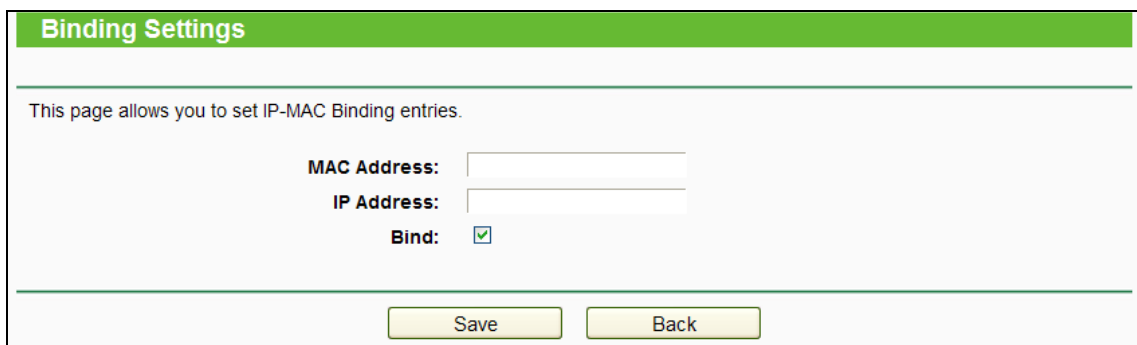 Binding Settings
This page allows you to set IP-MAC Binding entries.
MAC Address:
IP Address:
Bind:
Save Back